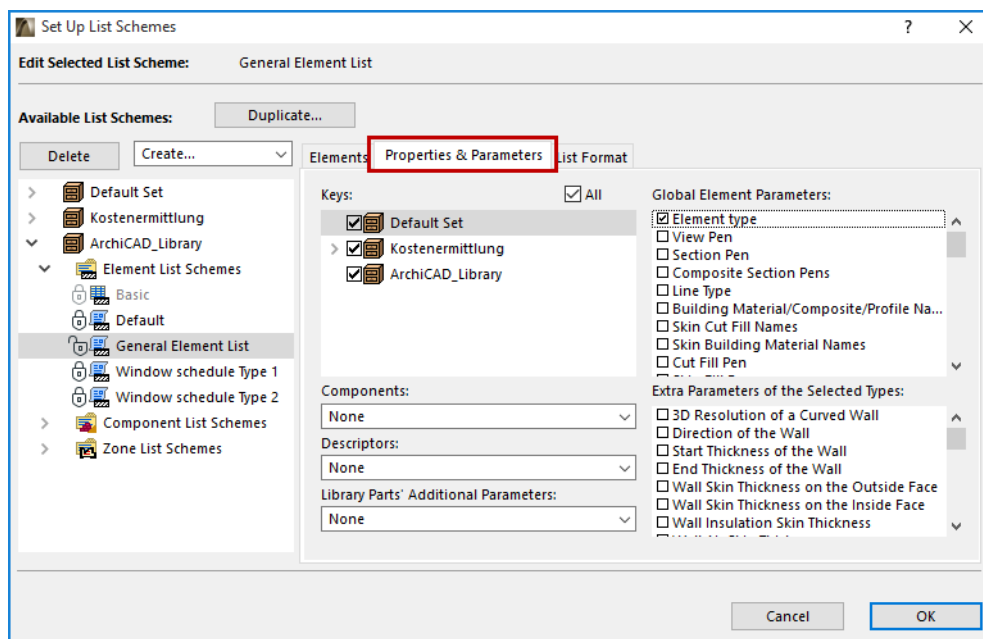 Set Up List Schemes
?
Edit Selected List Scheme: General Element List
Available List Schemes:
Duplicate...
Delete
Create...
Default Set
Kostenermittlung
ArchiCAD_Library
Element List Schemes
Basic
Default
General Element List
Window schedule Type 1
Window schedule Type 2
Component List Schemes
Zone List Schemes
Elements
Properties & Parameters
List Format
Keys:
All
Default Set
Kostenermittlung
ArchiCAD_Library
Components:
None
Descriptors:
None
Library Parts' Additional Parameters:
None
Global Element Parameters:
Element type
View Pen
Section Pen
Composite Section Pens
Line Type
Building Material/Composite/Profile Na...
Skin Cut Fill Names
Skin Building Material Names
Cut Fill Pen
Extra Parameters of the Selected Types:
3D Resolution of a Curved Wall
Direction of the Wall
Start Thickness of the Wall
End Thickness of the Wall
Wall Skin Thickness on the Outside Face
Wall Skin Thickness on the Inside Face
Wall Insulation Skin Thickness
Cancel
OK